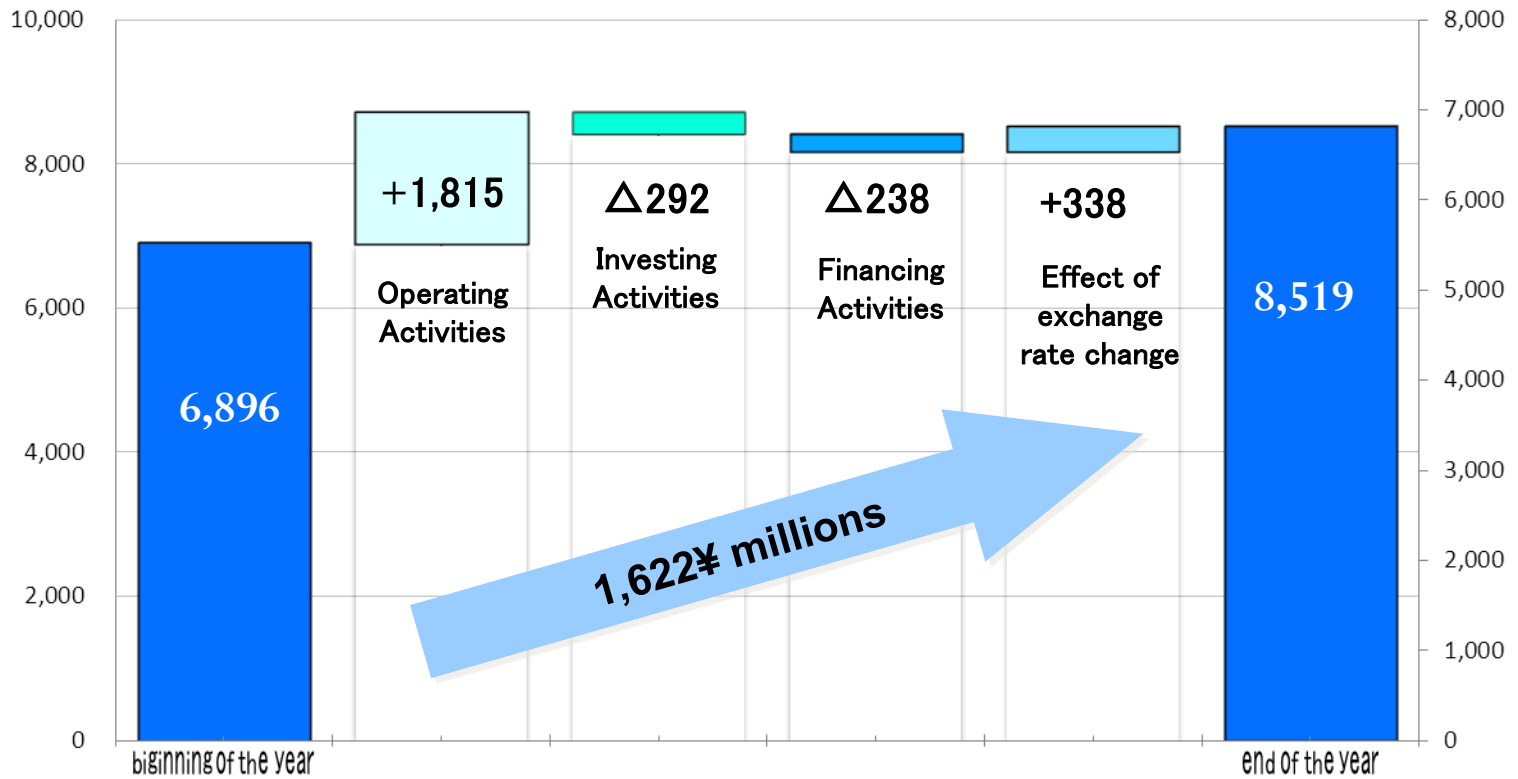 10,000
8,000
6,000
4,000
2,000
0
8,000
7,000
6,000
5,000
4,000
3,000
2,000
1,000
0
6,896
+1,815
Operating
Activities
△292
Investing
Activities
△238
Financing
Activities
+338
Effect of
exchange
rate change
8,519
1,622¥ millions
biginning of the year
end of the year